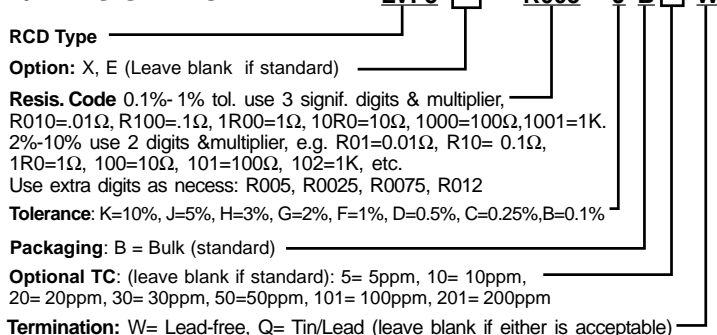 RCD Type
Option: X, E (Leave blank if standard)
Resis. Code 0.1%- 1% tol. use 3 signif. digits & multiplier,
R010=.01Ω, R100=.1Ω, 1R00=1Ω, 10R0=10Ω, 1000=100Ω,1001=1K.
2%-10% use 2 digits &multiplier, e.g. R01=0.01Ω, R10= 0.1Ω,
1R0=1Ω, 100=10Ω, 101=100Ω, 102=1K, etc.
Use extra digits as necess: R005, R0025, R0075, R012
Tolerance: K=10%, J=5%, H=3%, G=2%, F=1%, D=0.5%, C=0.25%,B=0.1%
Packaging: B = Bulk (standard)
Optional TC: (leave blank if standard): 5= 5ppm, 10= 10ppm,
20= 20ppm, 30= 30ppm, 50=50ppm, 101= 100ppm, 201= 200ppm
Termination: W= Lead-free, Q= Tin/Lead (leave blank if either is acceptable)